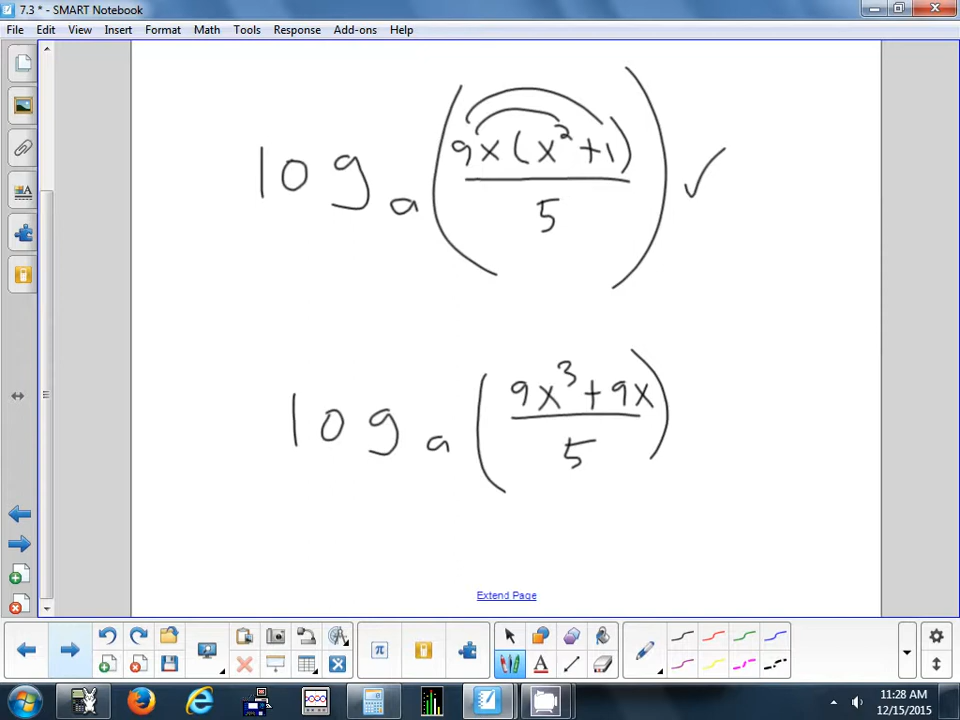 7.3 * - SMART Notebook
File Edit View Insert Format Math Tools Response Add-ons Help
log a (9x(x²+1)/5) ✓
log a (9x³+9x/5)
Extend Page
11:28 AM
12/15/2015